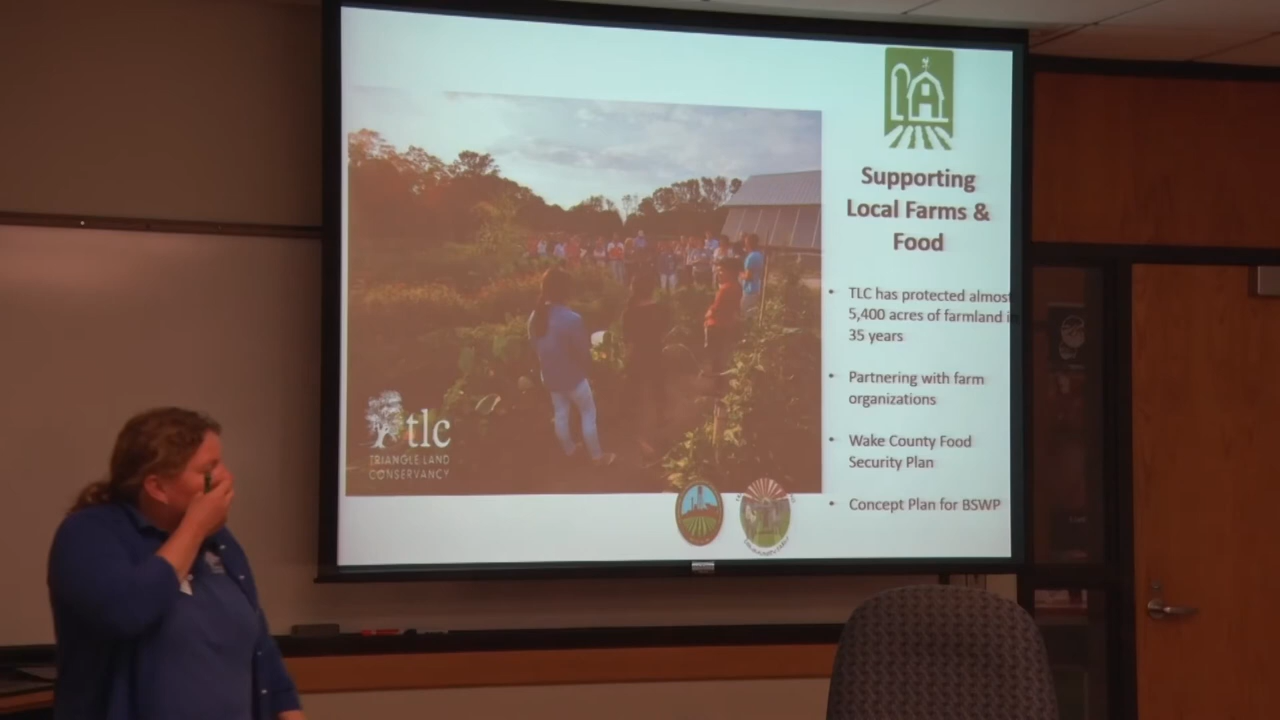 Supporting
Local Farms &
Food
TLC has protected almost
5,400 acres of farmland in
35 years
Partnering with farm
organizations
Wake County Food
Security Plan
Concept Plan for BSWP
tlc
TRIANGLE LAND
CONSERVANCY